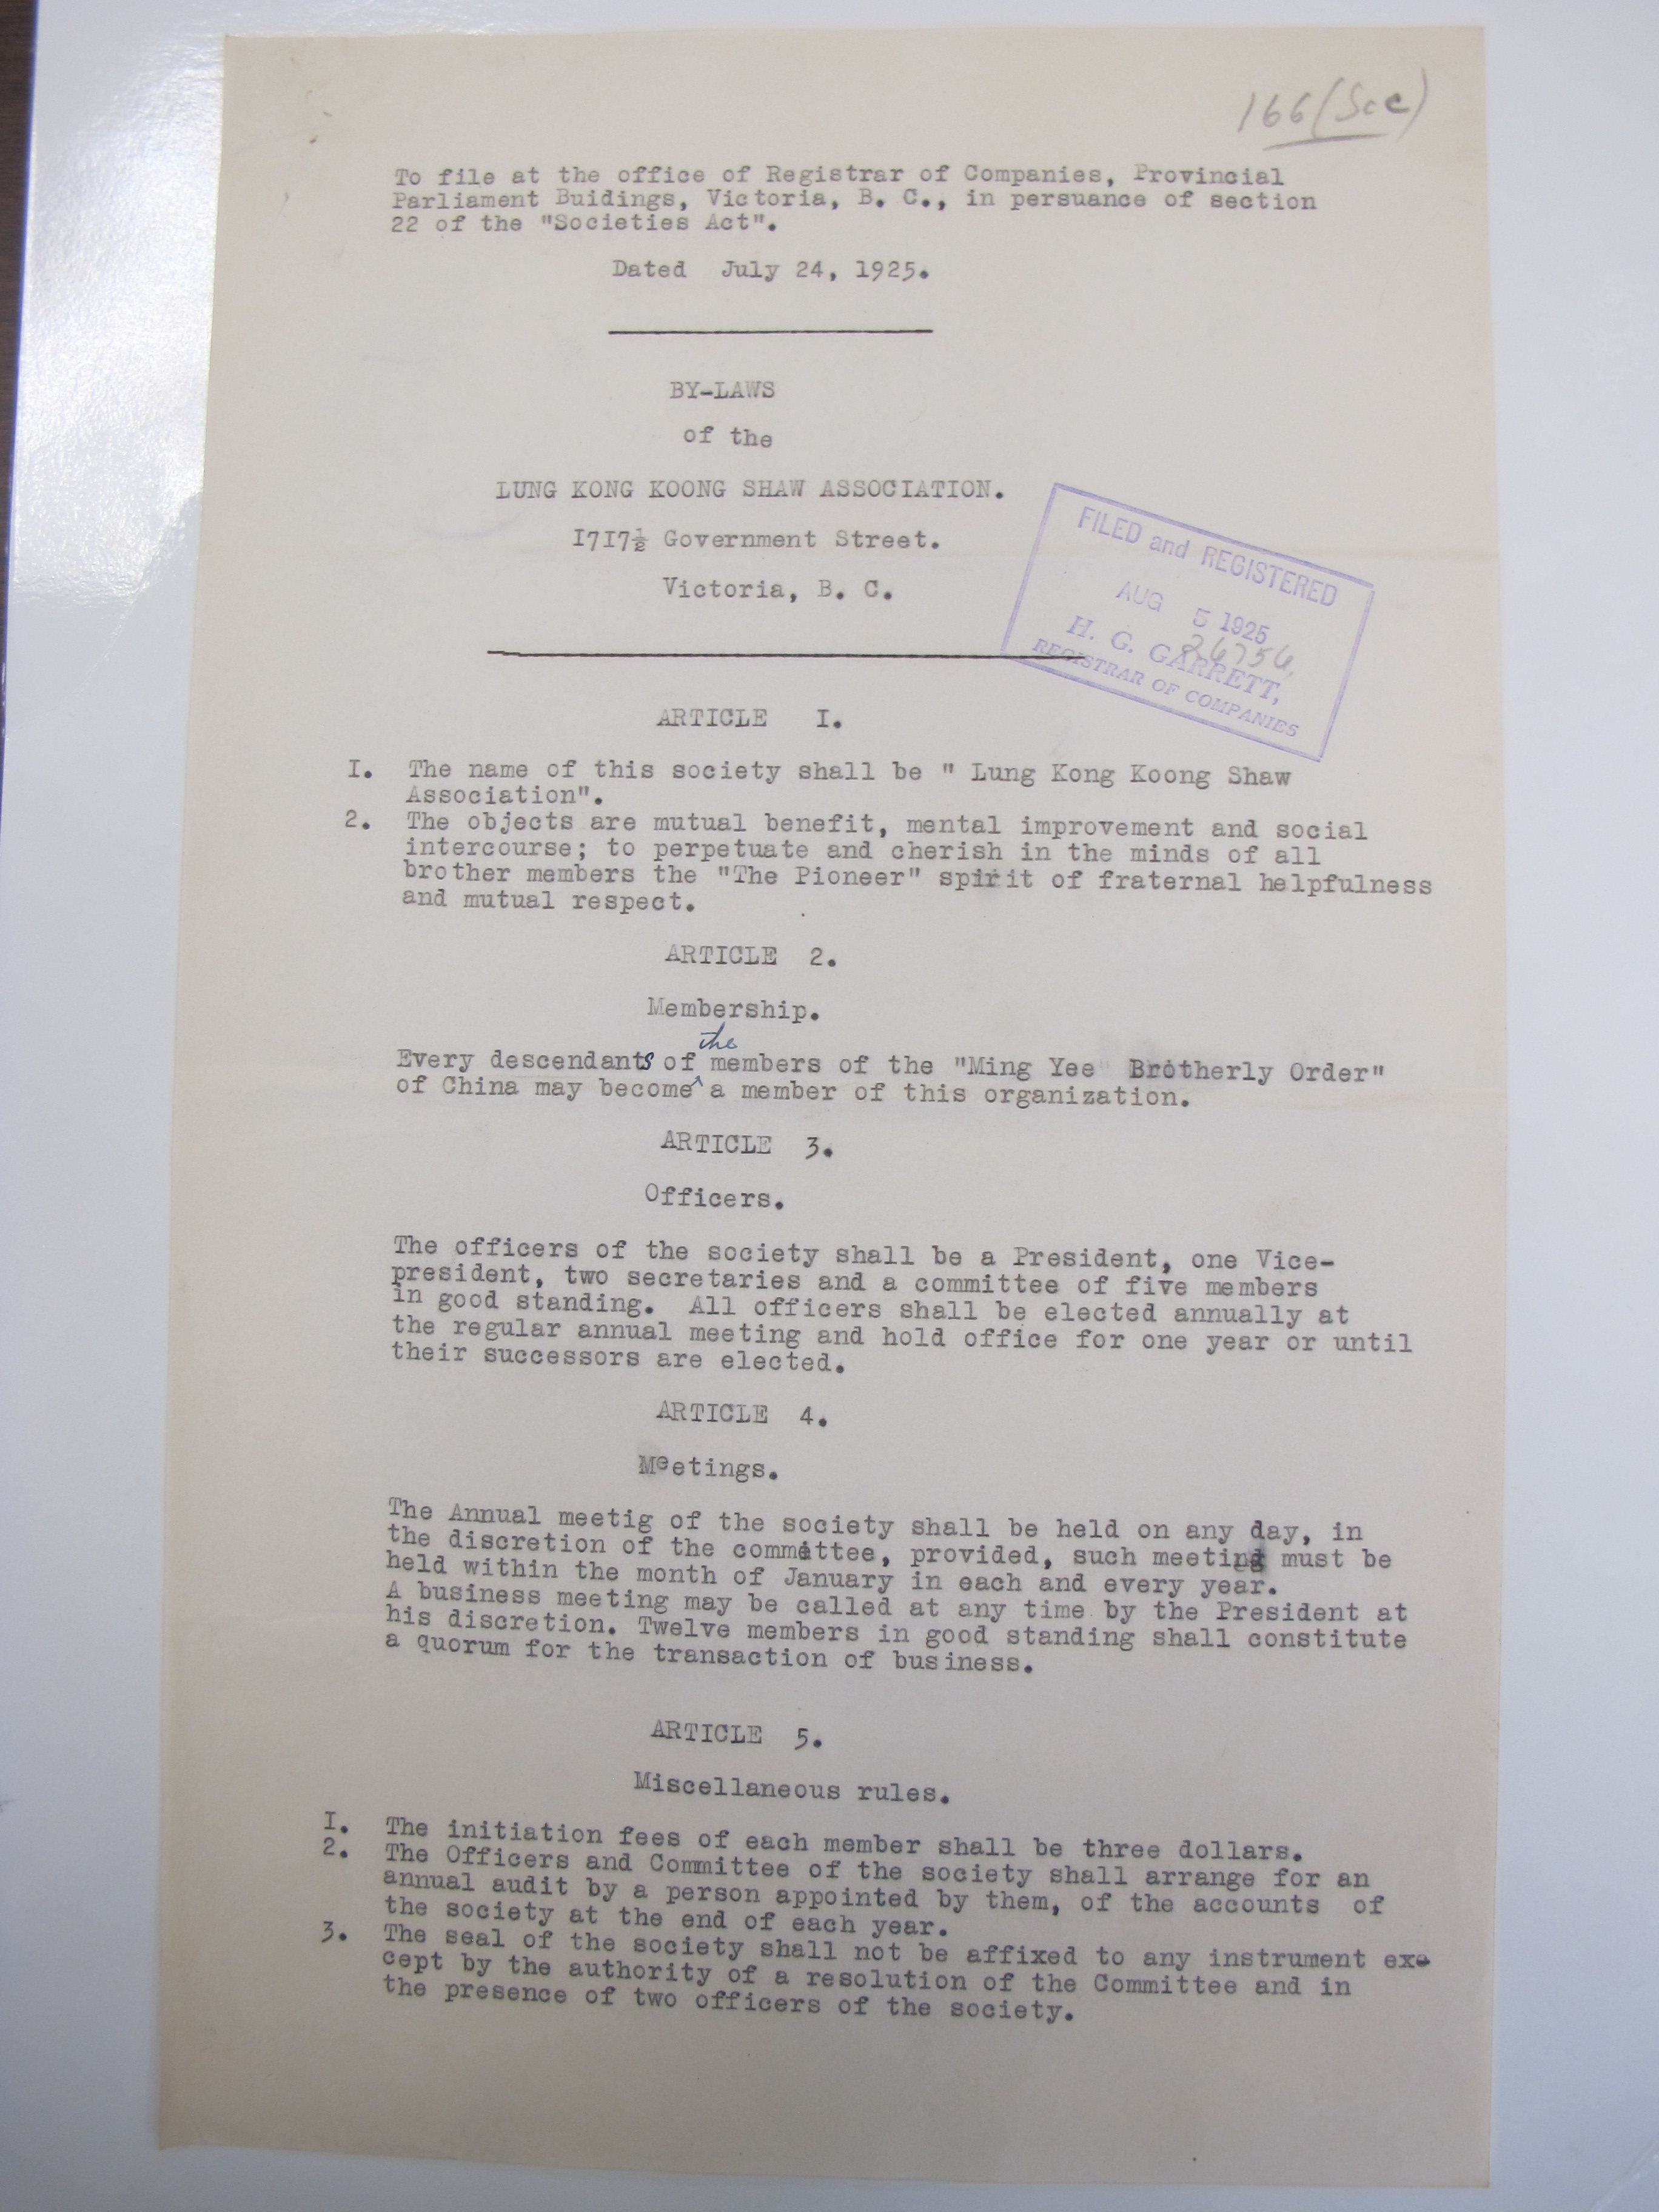 166 (Soc)
To file at the office of Registrar of Companies, Provincial
Parliament Buidings, Victoria, B. C., in persuance of section
22 of the "Societies Act".
Dated July 24, 1925.
BY-LAWS
of the
LUNG KONG KOONG SHAW ASSOCIATION.
I7I7½ Government Street.
Victoria, B. C.
FILED and REGISTERED
AUG 5 1925
H. G. GARRETT,
REGISTRAR OF COMPANIES
ARTICLE I.
I. The name of this society shall be " Lung Kong Koong Shaw
Association".
2. The objects are mutual benefit, mental improvement and social
intercourse; to perpetuate and cherish in the minds of all
brother members the "The Pioneer" spirit of fraternal helpfulness
and mutual respect.
ARTICLE 2.
Membership.
the
Every descendants of members of the "Ming Yee Brotherly Order"
of China may become ^ a member of this organization.
ARTICLE 3.
Officers.
The officers of the society shall be a President, one Vice-
president, two secretaries and a committee of five members
in good standing. All officers shall be elected annually at
the regular annual meeting and hold office for one year or until
their successors are elected.
ARTICLE 4.
Meetings.
The Annual meetig of the society shall be held on any day, in
the discretion of the committee, provided, such meeting must be
held within the month of January in each and every year.
A business meeting may be called at any time by the President at
his discretion. Twelve members in good standing shall constitute
a quorum for the transaction of business.
ARTICLE 5.
Miscellaneous rules.
I. The initiation fees of each member shall be three dollars.
2. The Officers and Committee of the society shall arrange for an
annual audit by a person appointed by them, of the accounts of
the society at the end of each year.
3. The seal of the society shall not be affixed to any instrument ex-
cept by the authority of a resolution of the Committee and in
the presence of two officers of the society.